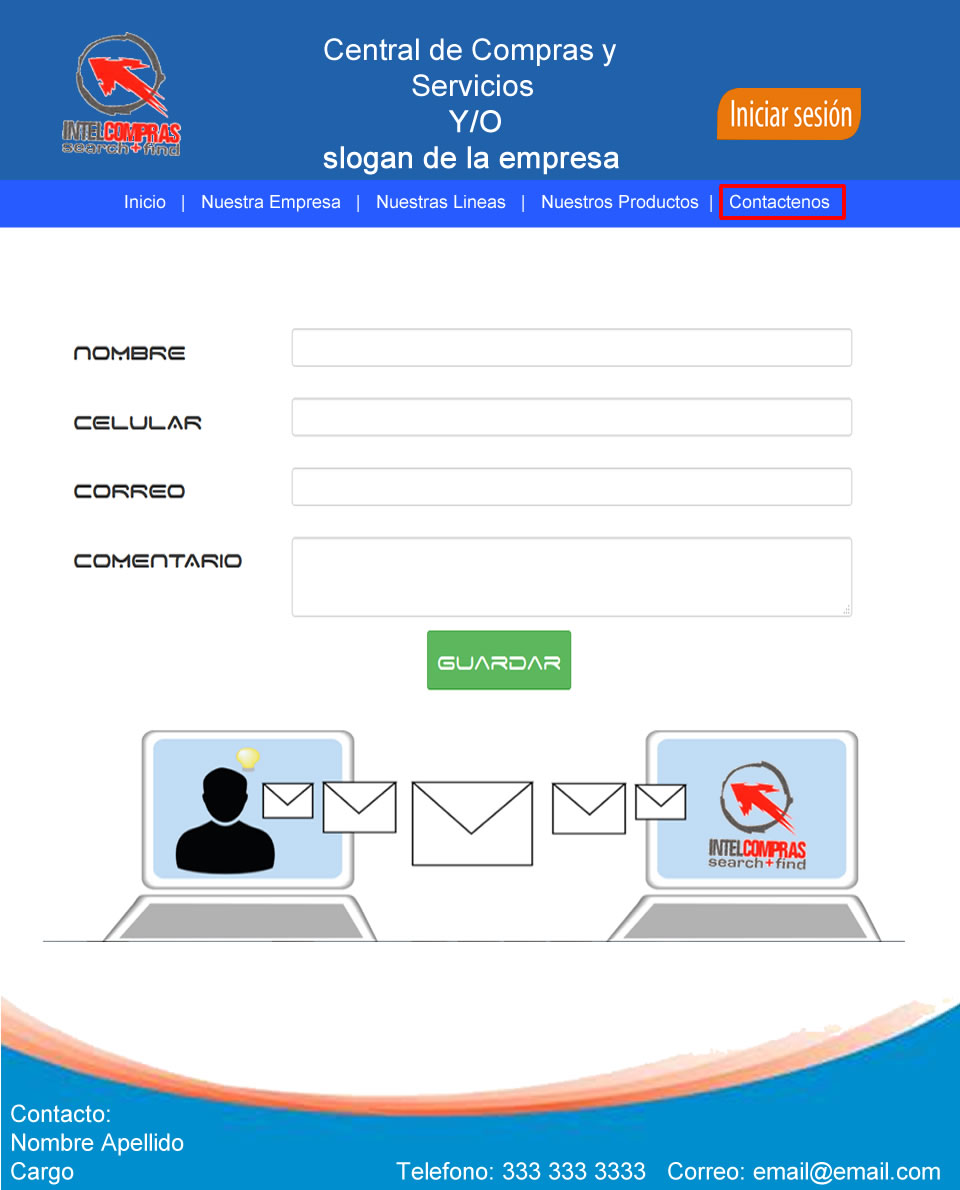 Central de Compras y
Servicios
Y/O
slogan de la empresa
INTELCOMPRAS
search+find
Iniciar sesión
Inicio | Nuestra Empresa | Nuestras Lineas | Nuestros Productos | Contactenos
NOMBRE
CELULAR
CORREO
COMENTARIO
GUARDAR
INTELCOMPRAS
search+find
Contacto:
Nombre Apellido
Cargo
Telefono: 333 333 3333 Correo: email@email.com